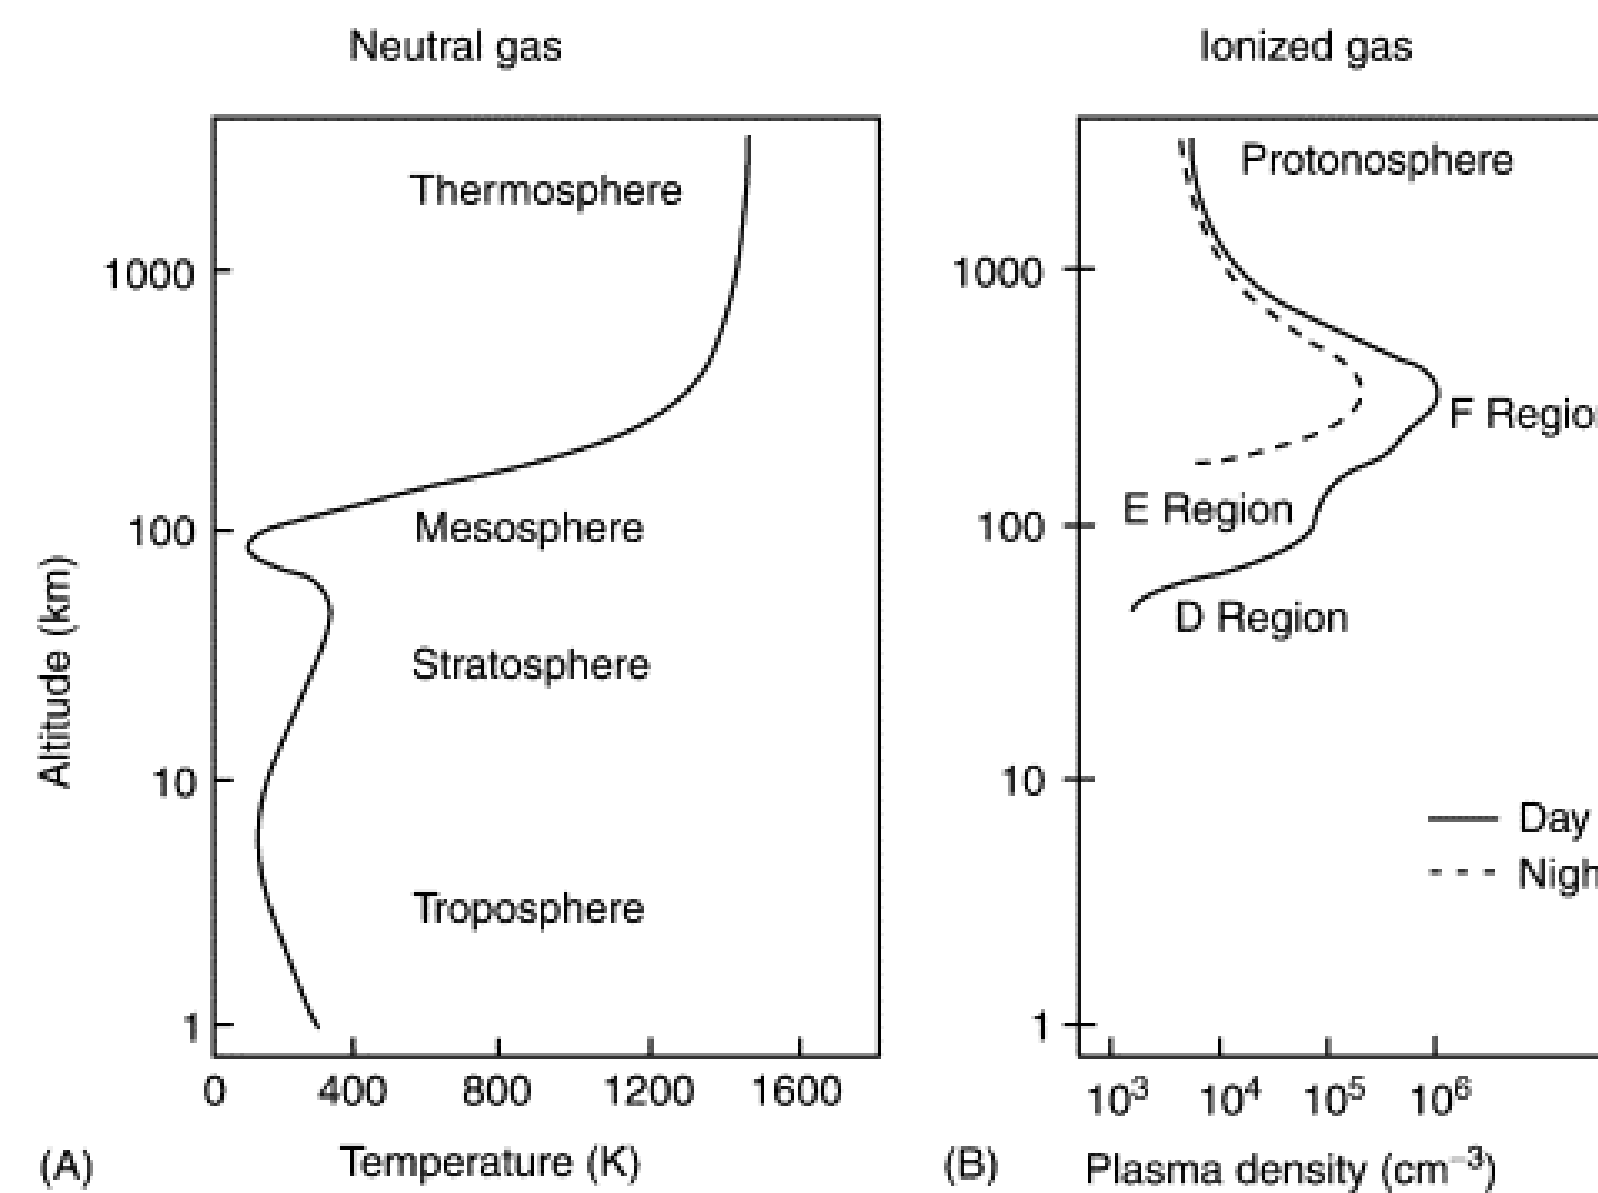 Neutral gas
Thermosphere
1000
100
Mesosphere
Stratosphere
10
Troposphere
1
Altitude (km)
0 400 800 1200 1600
(A) Temperature (K)
Ionized gas
Protonosphere
1000
F Regio
E Region
100
D Region
10
Day
Nigh
1
10³ 10⁴ 10⁵ 10⁶
(B) Plasma density (cm⁻³)